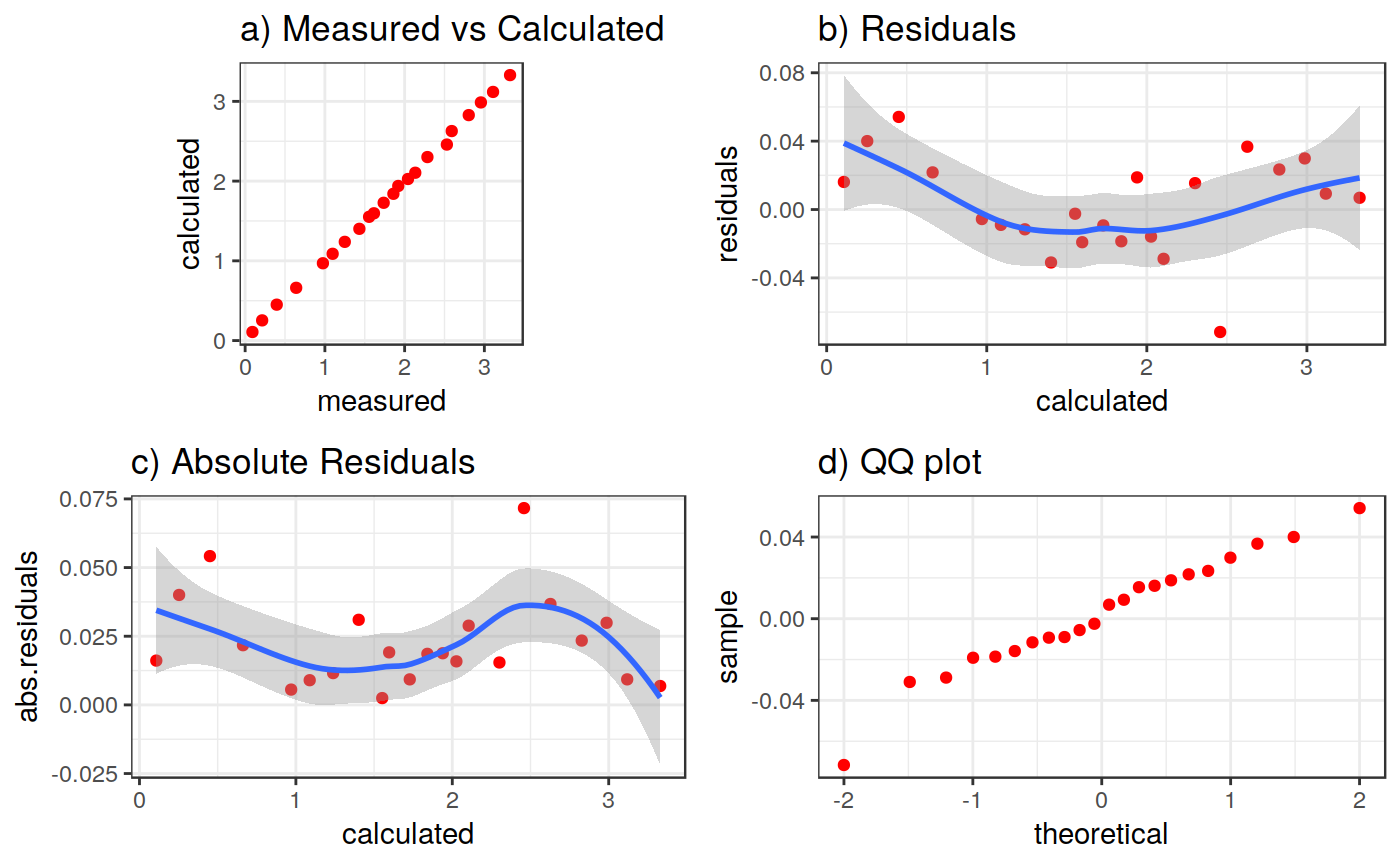 a) Measured vs Calculated
calculated
3
2
1
0
0 1 2 3
measured
b) Residuals
residuals
0.08
0.04
0.00
-0.04
0 1 2 3
calculated
c) Absolute Residuals
abs.residuals
0.075
0.050
0.025
0.000
-0.025
0 1 2 3
calculated
d) QQ plot
sample
0.04
0.00
-0.04
-2 -1 0 1 2
theoretical